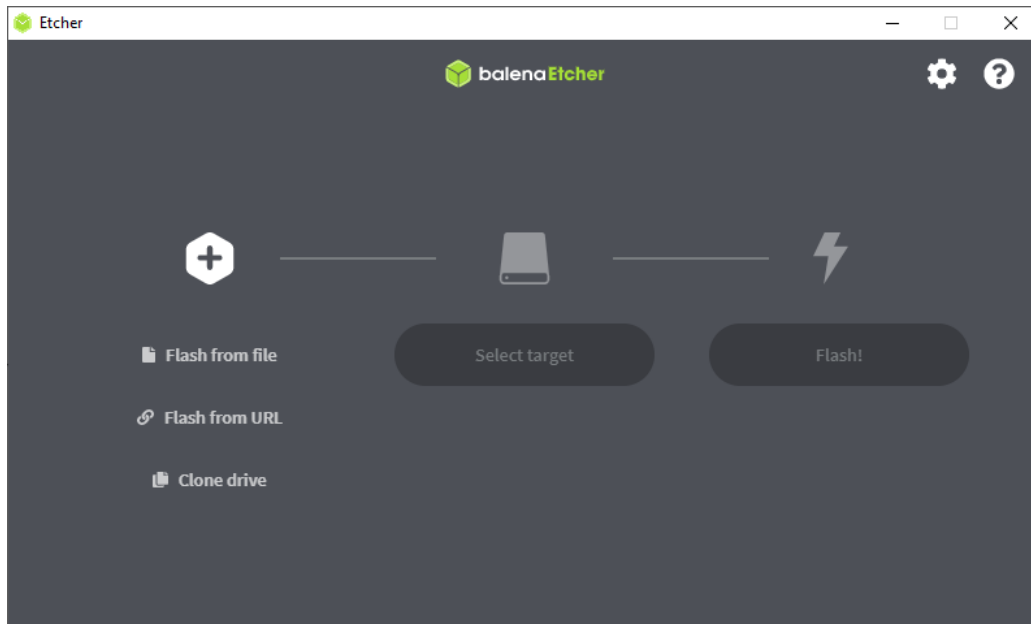 Etcher
balenaEtcher
Flash from file
Select target
Flash!
Flash from URL
Clone drive